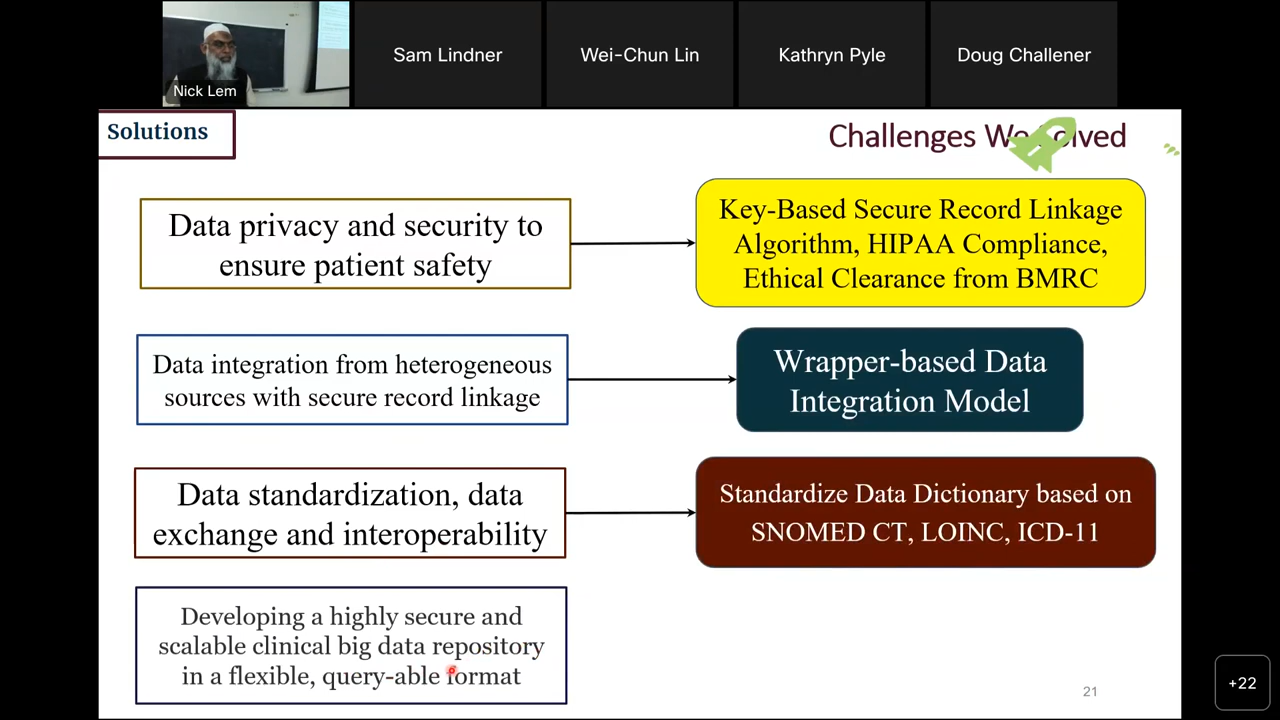 Nick Lem
Sam Lindner
Wei-Chun Lin
Kathryn Pyle
Doug Challener
Solutions
Challenges We Solved
Data privacy and security to
ensure patient safety
Key-Based Secure Record Linkage
Algorithm, HIPAA Compliance,
Ethical Clearance from BMRC
Data integration from heterogeneous
sources with secure record linkage
Wrapper-based Data
Integration Model
Data standardization, data
exchange and interoperability
Standardize Data Dictionary based on
SNOMED CT, LOINC, ICD-11
Developing a highly secure and
scalable clinical big data repository
in a flexible, query-able format
21
+22